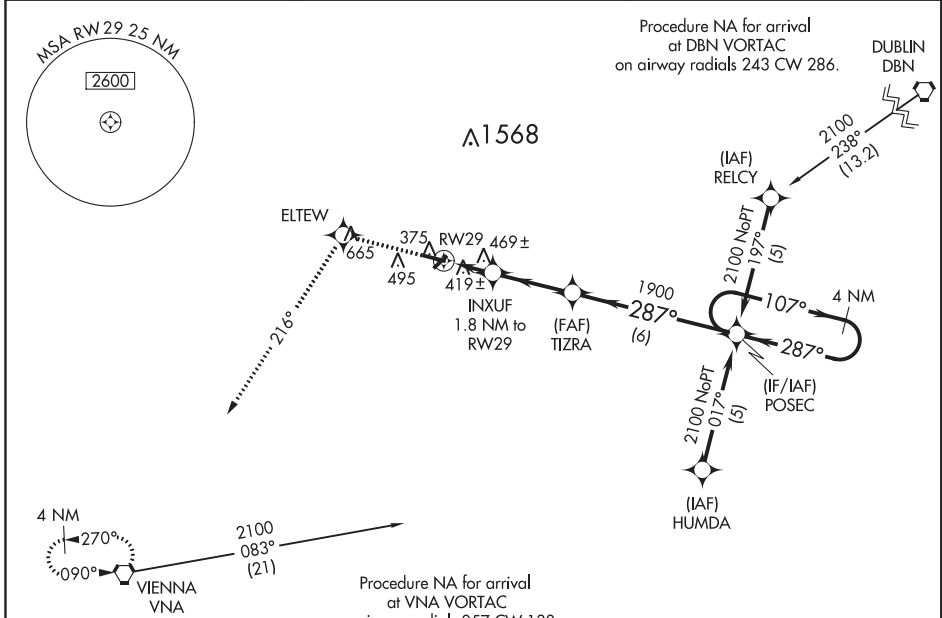 MSA RW 29 25 NM
2600
Procedure NA for arrival
at DBN VORTAC
on airway radials 243 CW 286.
DUBLIN
DBN
2100
238°
(13.2)
1568
(IAF)
RELCY
2100 NoPT
197°
(5)
ELTEW
665
375
RW29
469±
495
419±
INXUF
1.8 NM to
RW29
(FAF)
TIZRA
1900
287°
(6)
107°
4 NM
287°
(IF/IAF)
POSEC
216°
2100 NoPT
017°
(5)
(IAF)
HUMDA
4 NM
270°
090°
VIENNA
VNA
2100
083°
(21)
Procedure NA for arrival
at VNA VORTAC